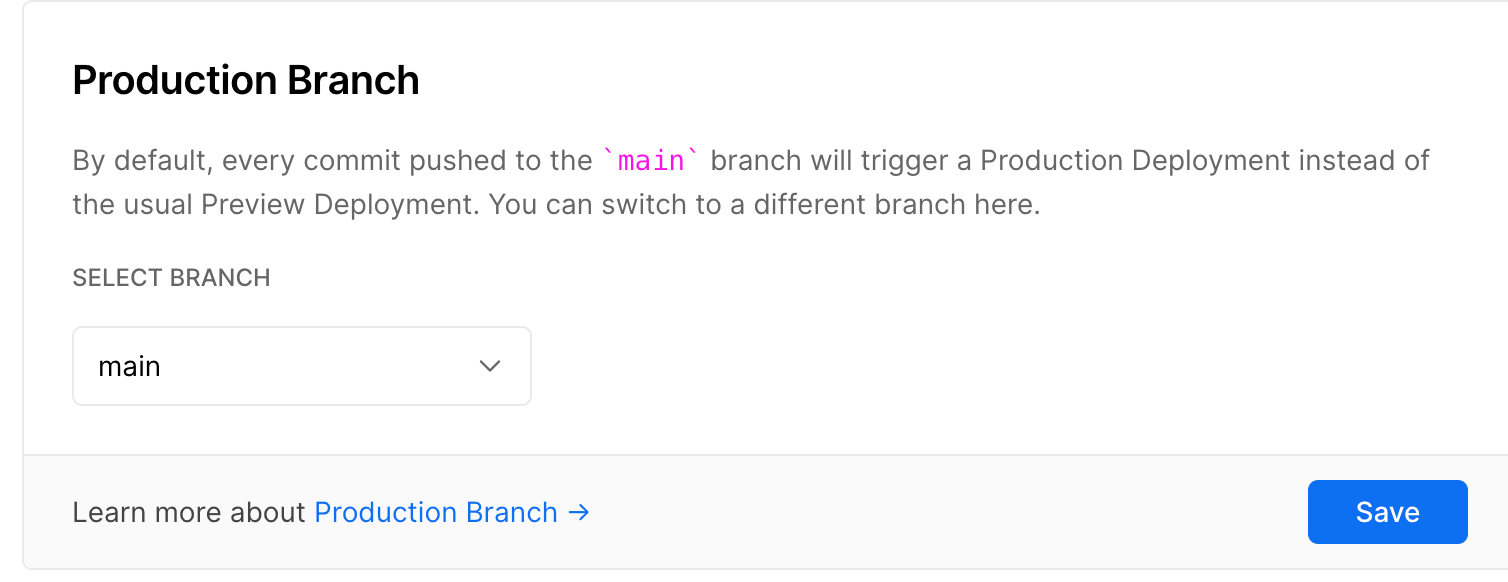 Production Branch
By default, every commit pushed to the `main` branch will trigger a Production Deployment instead of
the usual Preview Deployment. You can switch to a different branch here.
SELECT BRANCH
main
Learn more about Production Branch →
Save